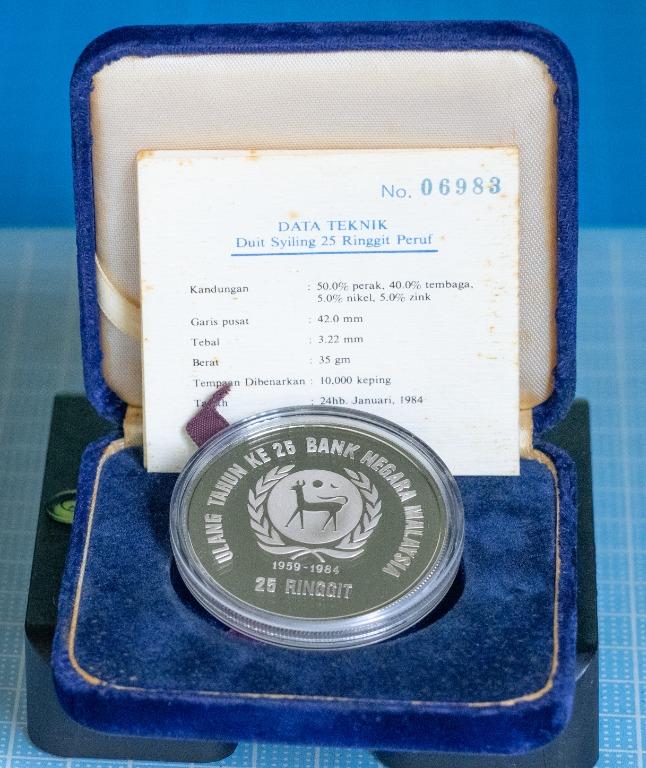 No. 06983
DATA TEKNIK
Duit Syiling 25 Ringgit Peruf
Kandungan : 50.0% perak, 40.0% tembaga,
5.0% nikel, 5.0% zink
Garis pusat : 42.0 mm
Tebal : 3.22 mm
Berat : 35 gm
Tempaan Dibenarkan : 10,000 keping
: 24hb. Januari, 1984
ULANG TAHUN KE 25 BANK NEGARA MALAYSIA
1959-1984
25 RINGGIT